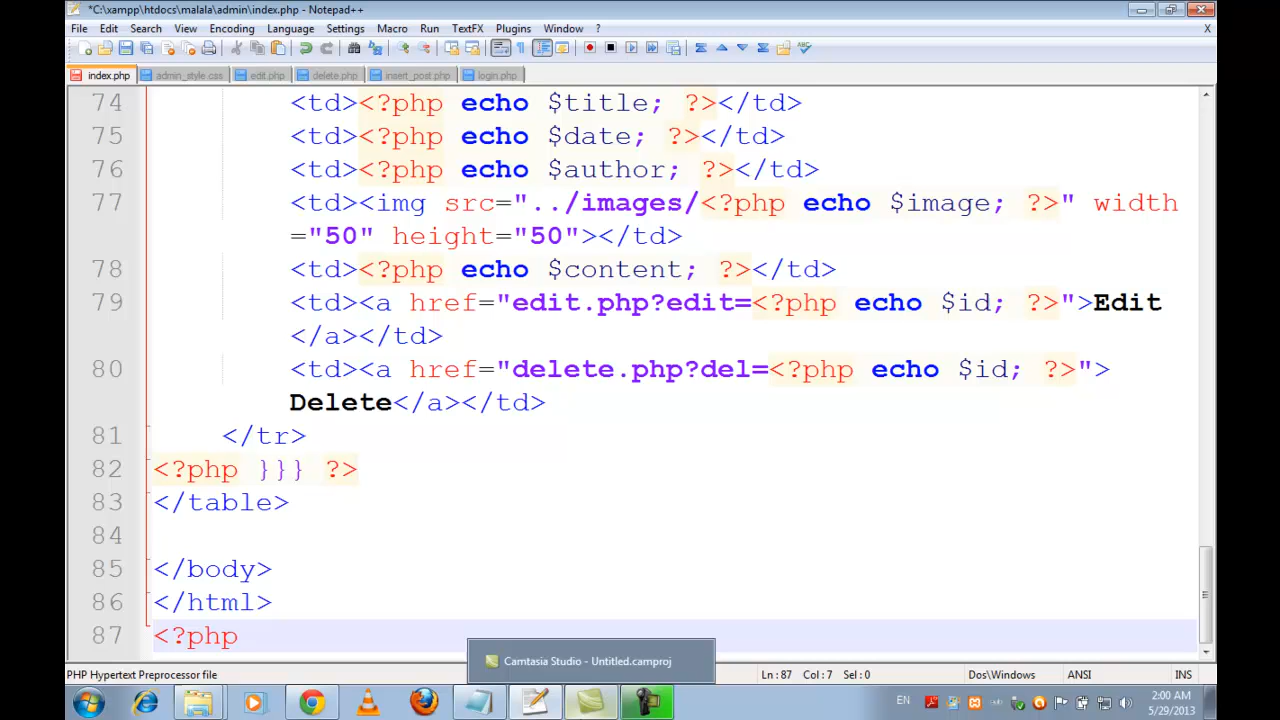 *C:\xampp\htdocs\malala\admin\index.php - Notepad++
File Edit Search View Encoding Language Settings Macro Run TextFX Plugins Window ? X
index.php admin_style.css edit.php delete.php insert_post.php login.php
74 <td><?php echo $title; ?></td>
75 <td><?php echo $date; ?></td>
76 <td><?php echo $author; ?></td>
77 <td><img src="../images/<?php echo $image; ?>" width
="50" height="50"></td>
78 <td><?php echo $content; ?></td>
79 <td><a href="edit.php?edit=<?php echo $id; ?>">Edit
</a></td>
80 <td><a href="delete.php?del=<?php echo $id; ?>">
Delete</a></td>
81 </tr>
82 <?php }}} ?>
83 </table>
84
85 </body>
86 </html>
87 <?php
Camtasia Studio - Untitled.camproj
PHP Hypertext Preprocessor file Ln : 87 Col : 7 Sel : 0 Dos\Windows ANSI INS
EN 2:00 AM
5/29/2013